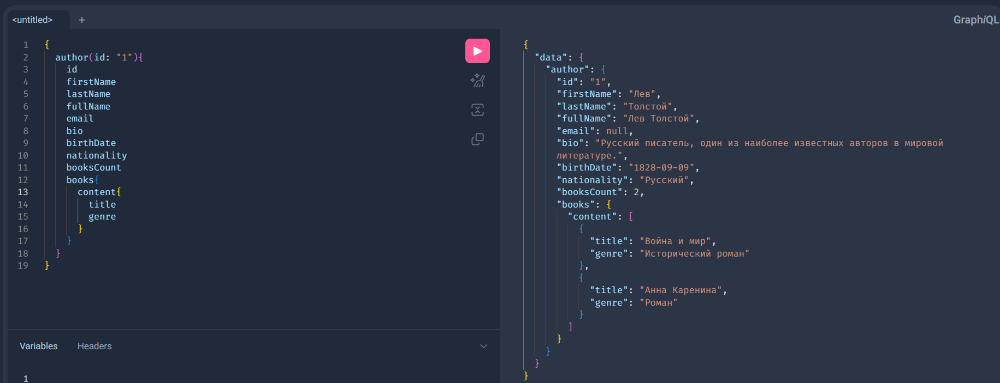 <untitled> +
GraphiQL
1 {
2 author(id: "1"){
3 id
4 firstName
5 lastName
6 fullName
7 email
8 bio
9 birthDate
10 nationality
11 booksCount
12 books{
13 content{
14 title
15 genre
16 }
17 }
18 }
19 }
Variables Headers
1
{
"data": {
"author": {
"id": "1",
"firstName": "Лев",
"lastName": "Толстой",
"fullName": "Лев Толстой",
"email": null,
"bio": "Русский писатель, один из наиболее известных авторов в мировой
литературе.",
"birthDate": "1828-09-09",
"nationality": "Русский",
"booksCount": 2,
"books": {
"content": [
{
"title": "Война и мир",
"genre": "Исторический роман"
},
{
"title": "Анна Каренина",
"genre": "Роман"
}
]
}
}
}
}